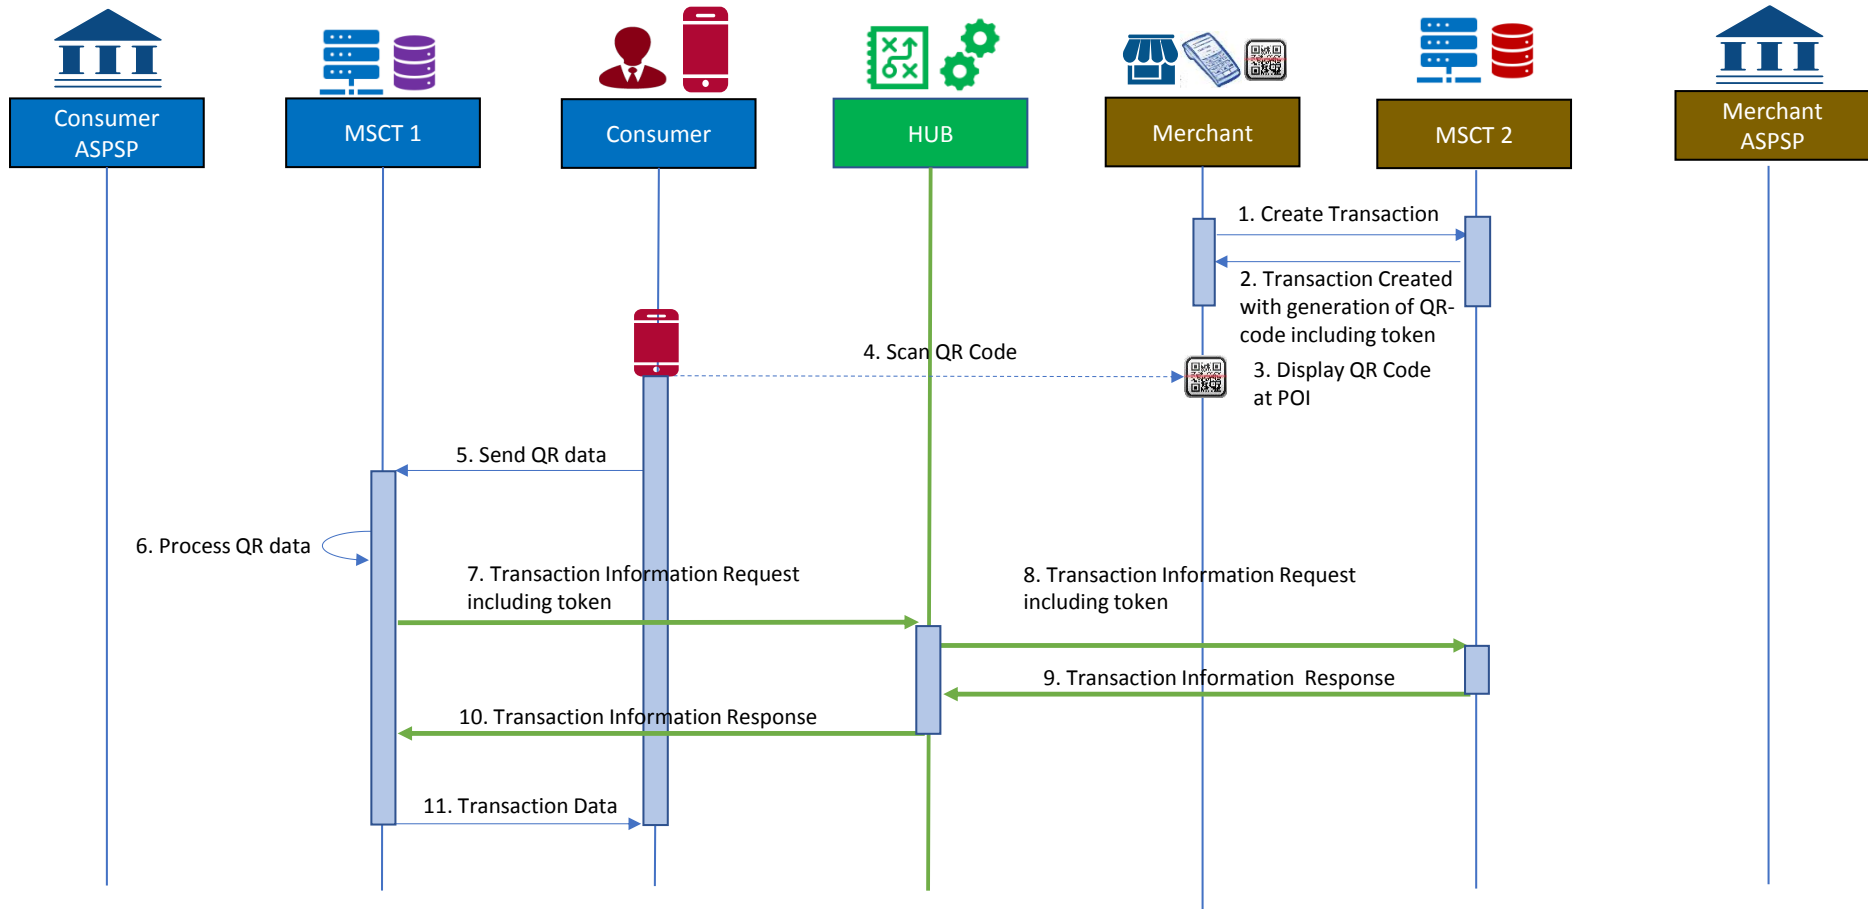 Consumer
ASPSP
MSCT 1
Consumer
HUB
Merchant
MSCT 2
Merchant
ASPSP
1. Create Transaction
2. Transaction Created
with generation of QR-
code including token
4. Scan QR Code
3. Display QR Code
at POI
5. Send QR data
6. Process QR data
7. Transaction Information Request
including token
8. Transaction Information Request
including token
9. Transaction Information  Response
10. Transaction Information Response
11. Transaction Data